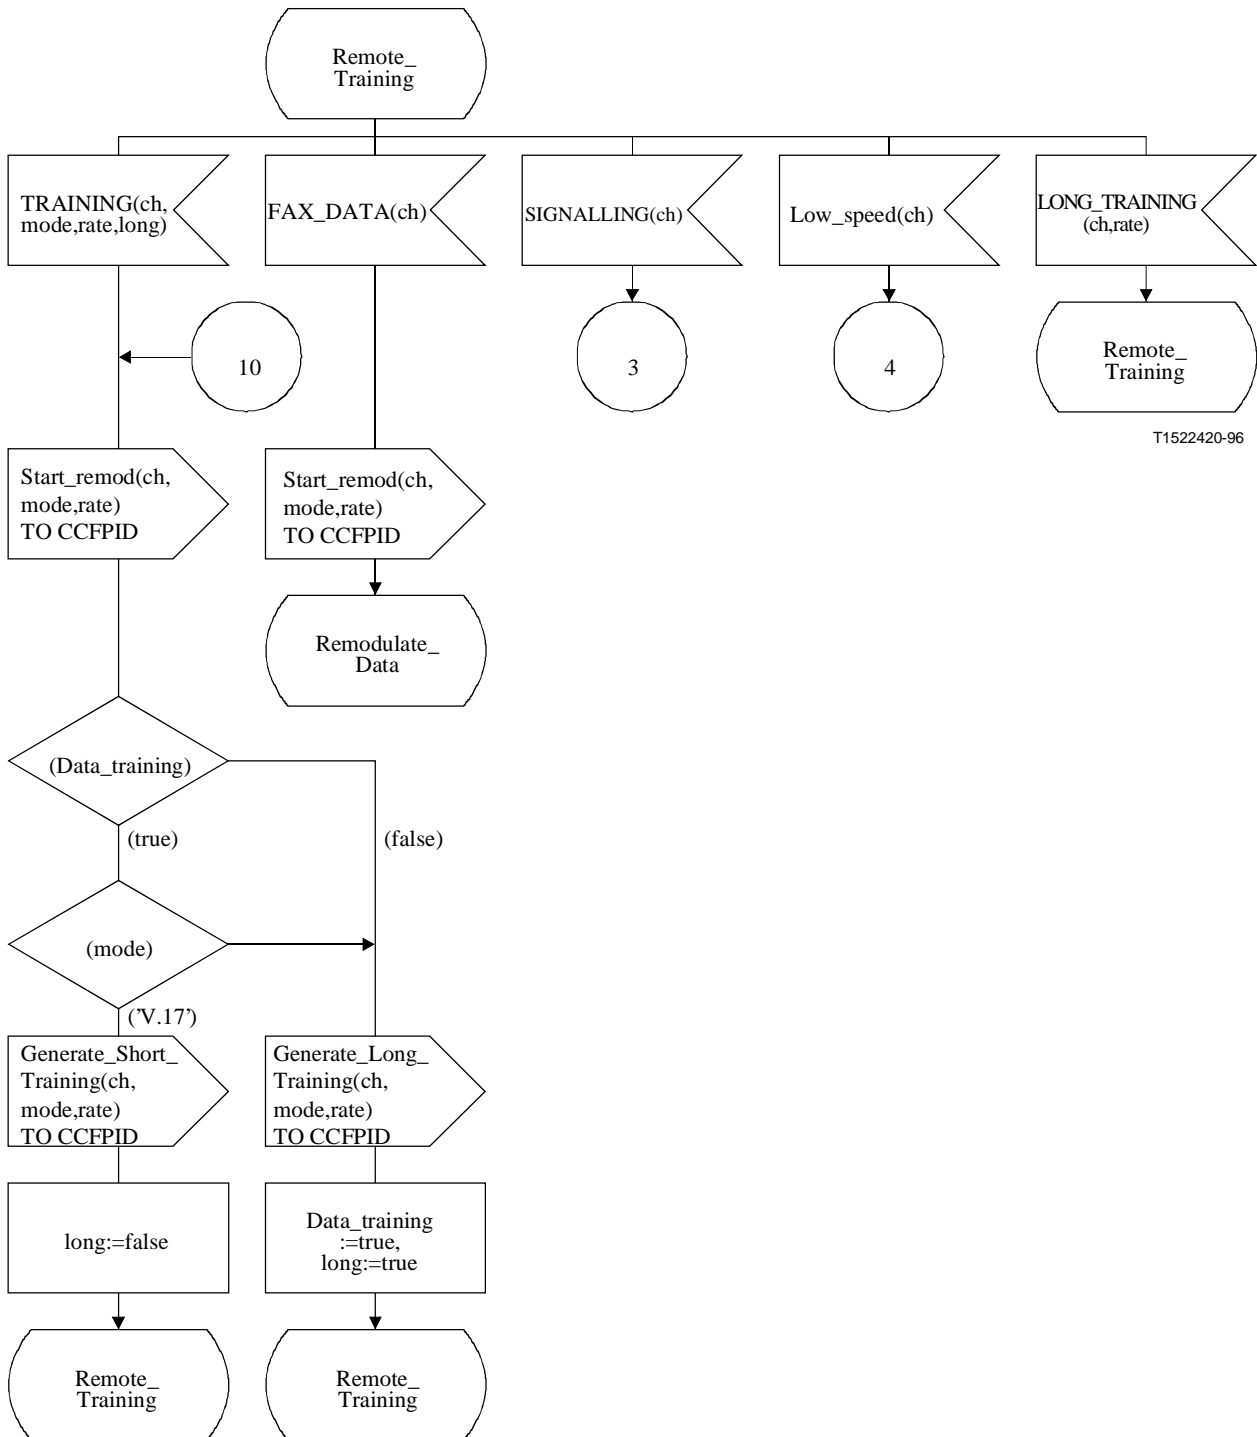 Remote_
Training
TRAINING(ch,
mode,rate,long)
FAX_DATA(ch)
SIGNALLING(ch)
Low_speed(ch)
LONG_TRAINING
(ch,rate)
10
3
4
Remote_
Training
T1522420-96
Start_remod(ch,
mode,rate)
TO CCFPID
Start_remod(ch,
mode,rate)
TO CCFPID
Remodulate_
Data
(Data_training)
(true)
(false)
(mode)
('V.17')
Generate_Short_
Training(ch,
mode,rate)
TO CCFPID
Generate_Long_
Training(ch,
mode,rate)
TO CCFPID
long:=false
Data_training
:=true,
long:=true
Remote_
Training
Remote_
Training